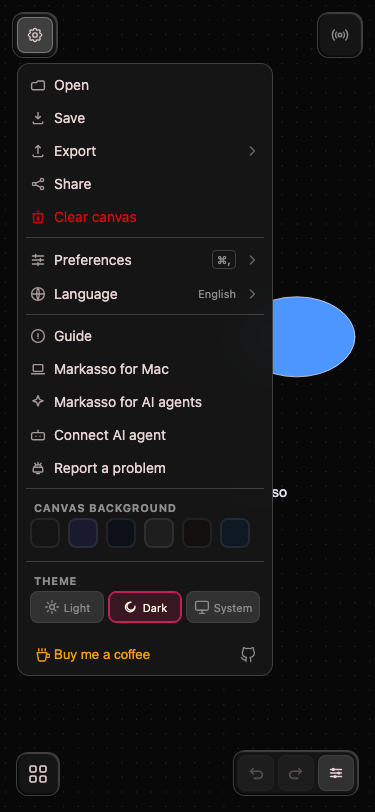 Open
Save
Export
Share
Clear canvas
Preferences ⌘,
Language English
Guide
Markasso for Mac
Markasso for AI agents
Connect AI agent
Report a problem
so
CANVAS BACKGROUND
THEME
Light Dark System
Buy me a coffee